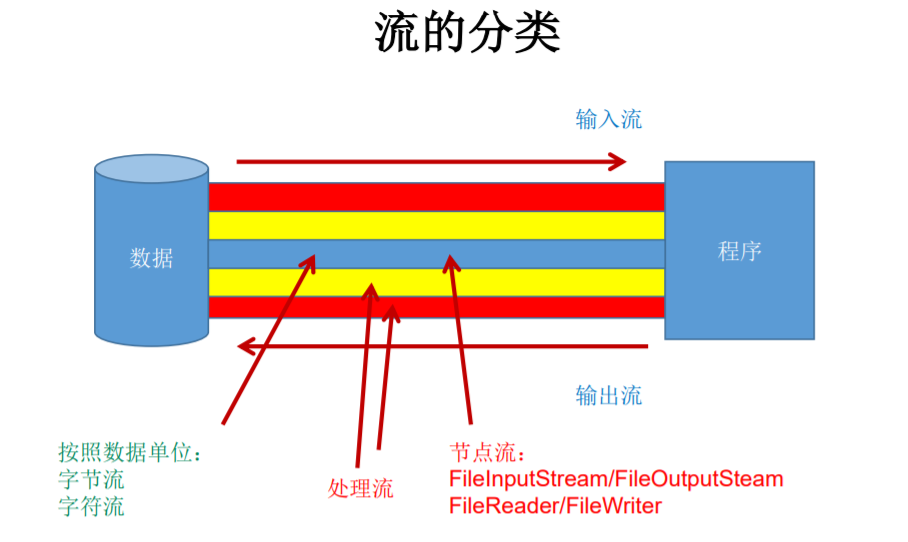 流的分类
输入流
数据
程序
输出流
按照数据单位：
字节流
字符流
处理流
节点流：
FileInputStream/FileOutputSteam
FileReader/FileWriter